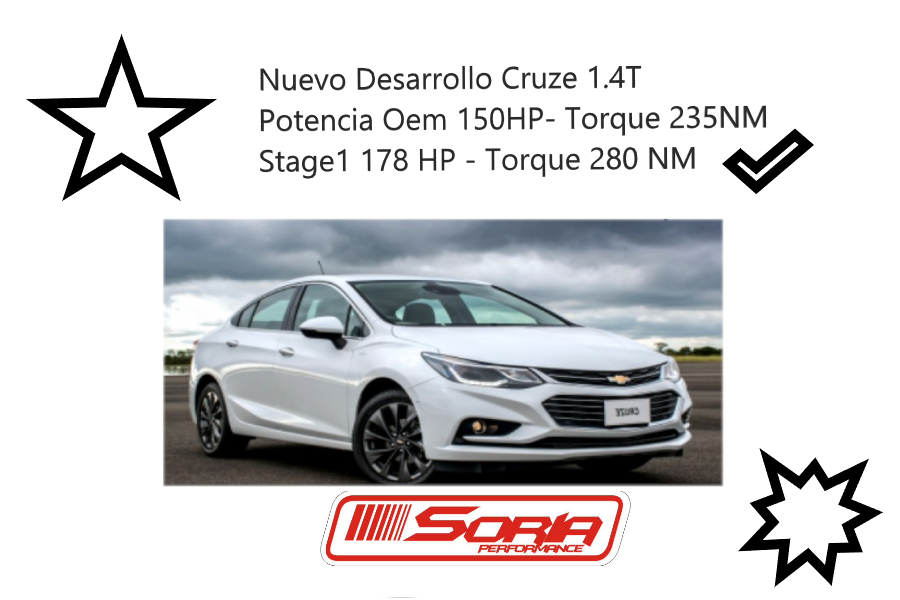 Nuevo Desarrollo Cruze 1.4T
Potencia Oem 150HP- Torque 235NM
Stage1 178 HP - Torque 280 NM
CRUZE
SORIA
PERFORMANCE